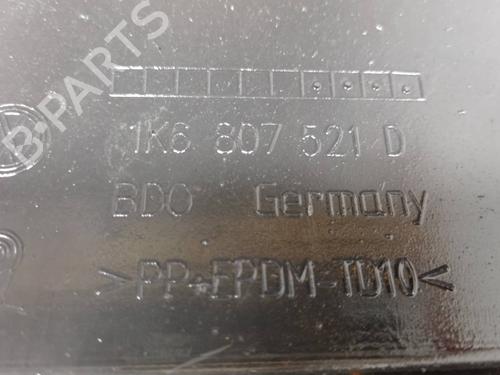 B-PARTS
1K6 807 521 D
BDO Germany
>PP+EPDM-TD10<